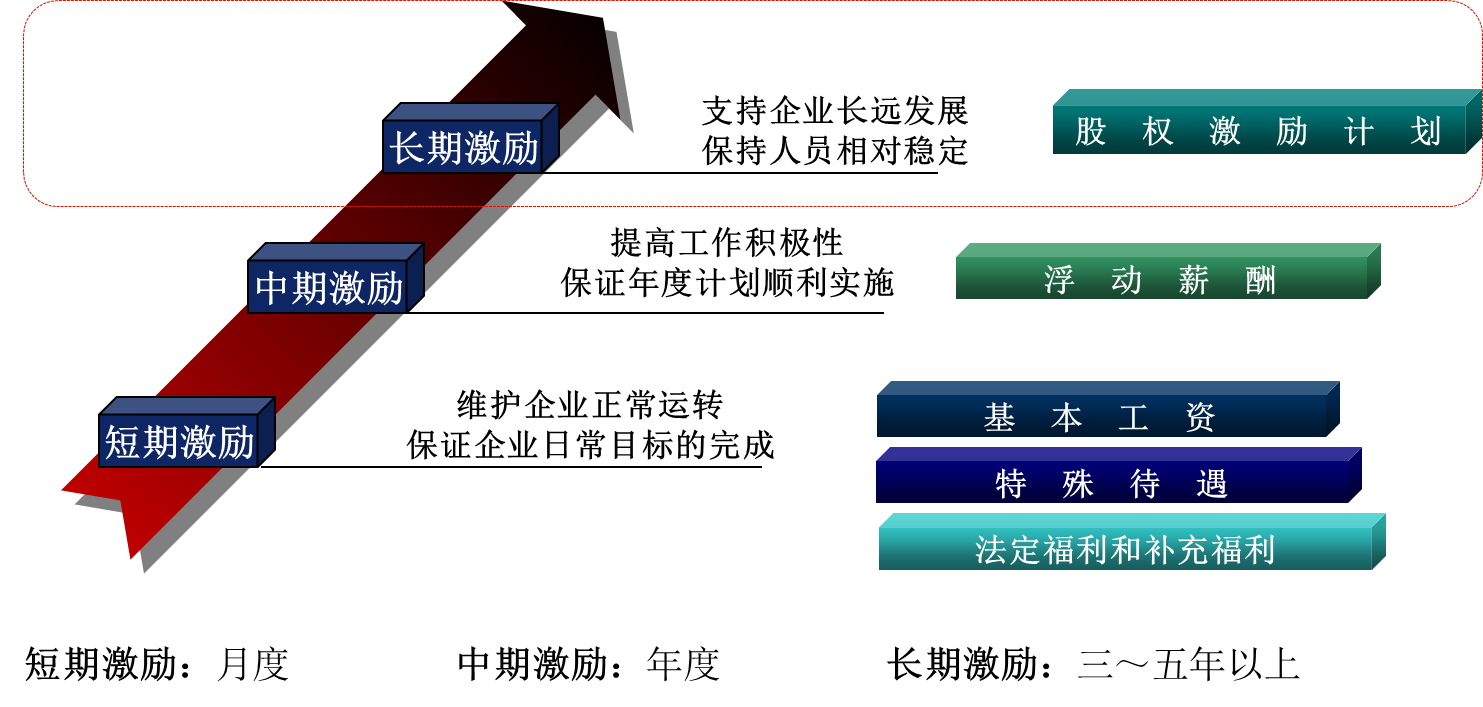 长期激励
支持企业长远发展
保持人员相对稳定
股权激励计划
中期激励
提高工作积极性
保证年度计划顺利实施
浮动薪酬
短期激励
维护企业正常运转
保证企业日常目标的完成
基本工资
特殊待遇
法定福利和补充福利
短期激励：月度
中期激励：年度
长期激励：三～五年以上